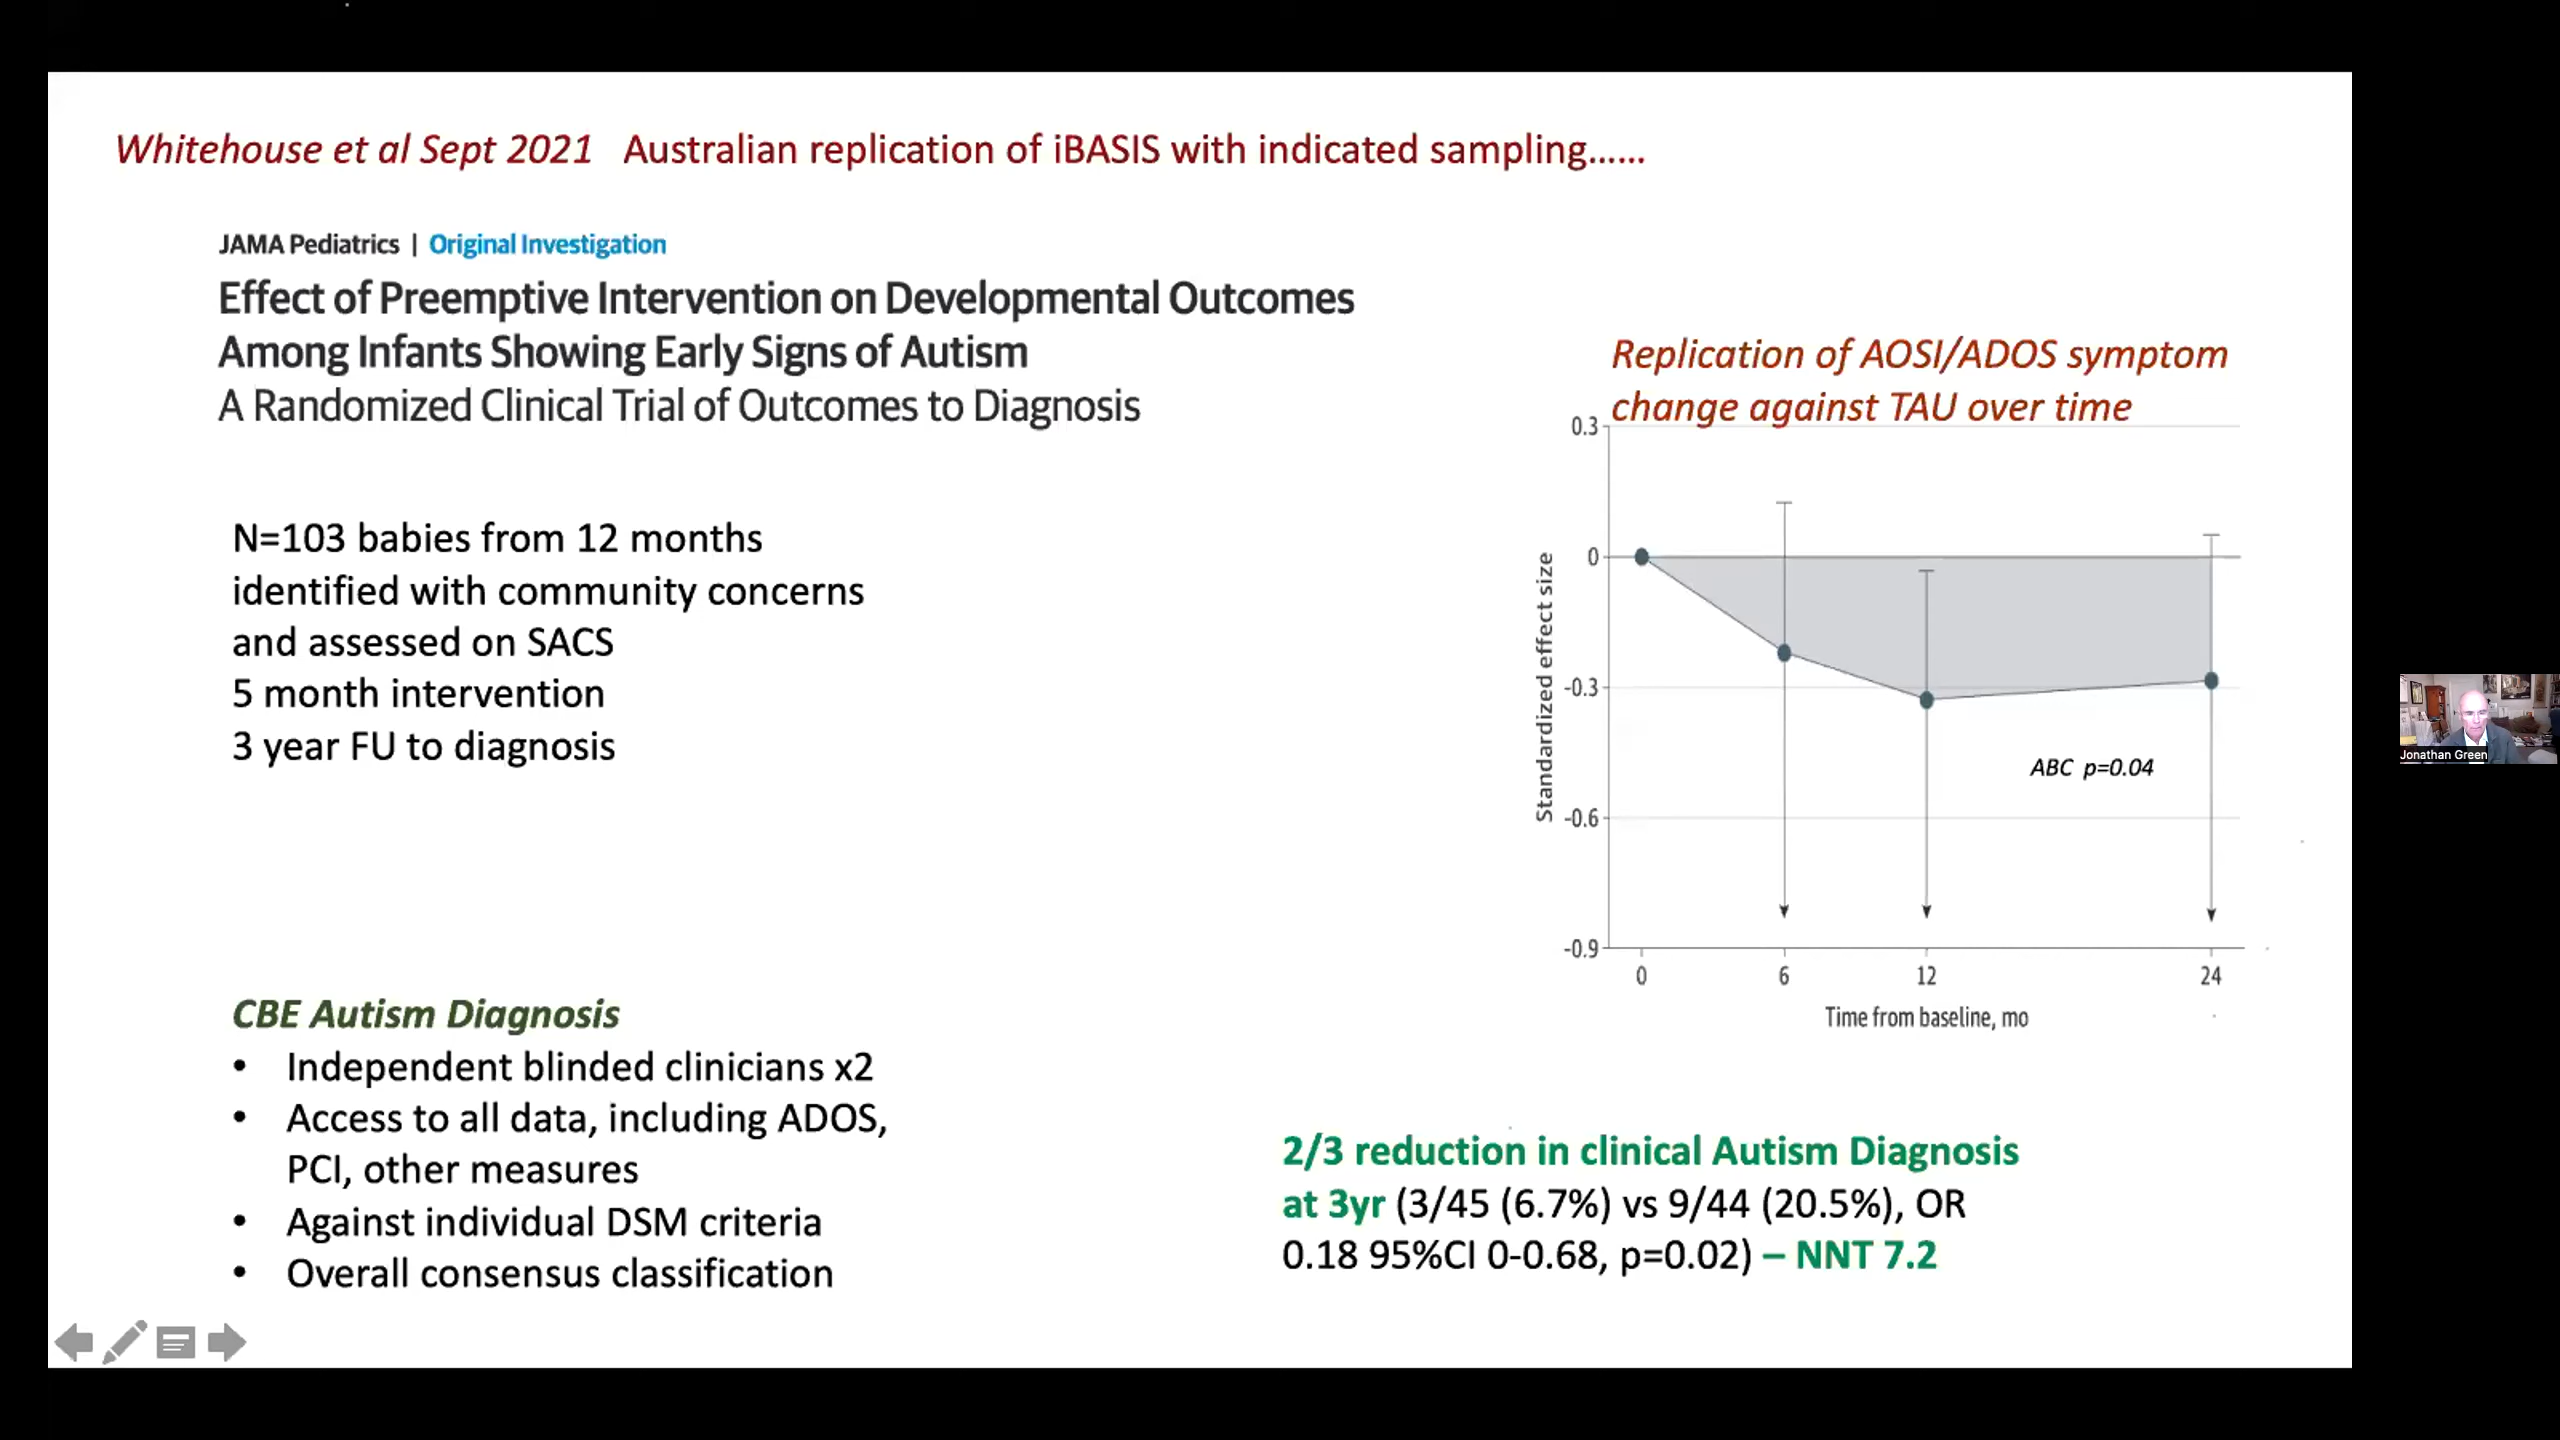 Whitehouse et al Sept 2021 Australian replication of iBASIS with indicated sampling......
JAMA Pediatrics | Original Investigation
Effect of Preemptive Intervention on Developmental Outcomes
Among Infants Showing Early Signs of Autism
A Randomized Clinical Trial of Outcomes to Diagnosis
N=103 babies from 12 months
identified with community concerns
and assessed on SACS
5 month intervention
3 year FU to diagnosis
CBE Autism Diagnosis
• Independent blinded clinicians x2
• Access to all data, including ADOS,
PCI, other measures
• Against individual DSM criteria
• Overall consensus classification
Replication of AOSI/ADOS symptom
change against TAU over time
Standardized effect size
0.3
0
-0.3
-0.6
-0.9
ABC p=0.04
0 6 12 24
Time from baseline, mo
2/3 reduction in clinical Autism Diagnosis
at 3yr (3/45 (6.7%) vs 9/44 (20.5%), OR
0.18 95%CI 0-0.68, p=0.02) – NNT 7.2
Jonathan Green